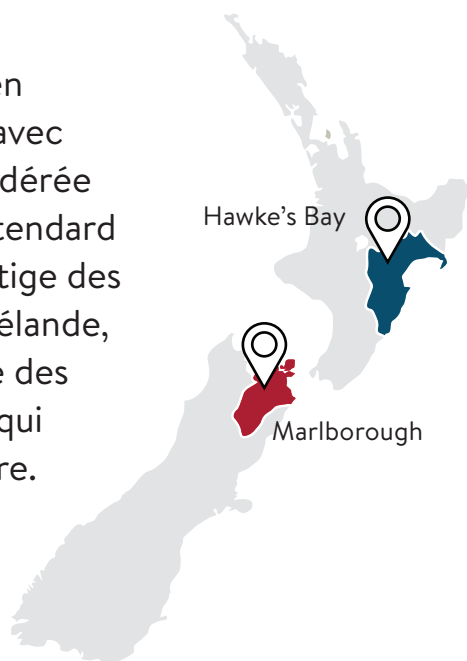 en
avec
dérée
tendard
tige des
élande,
e des
qui
re.
Hawke's Bay
Marlborough